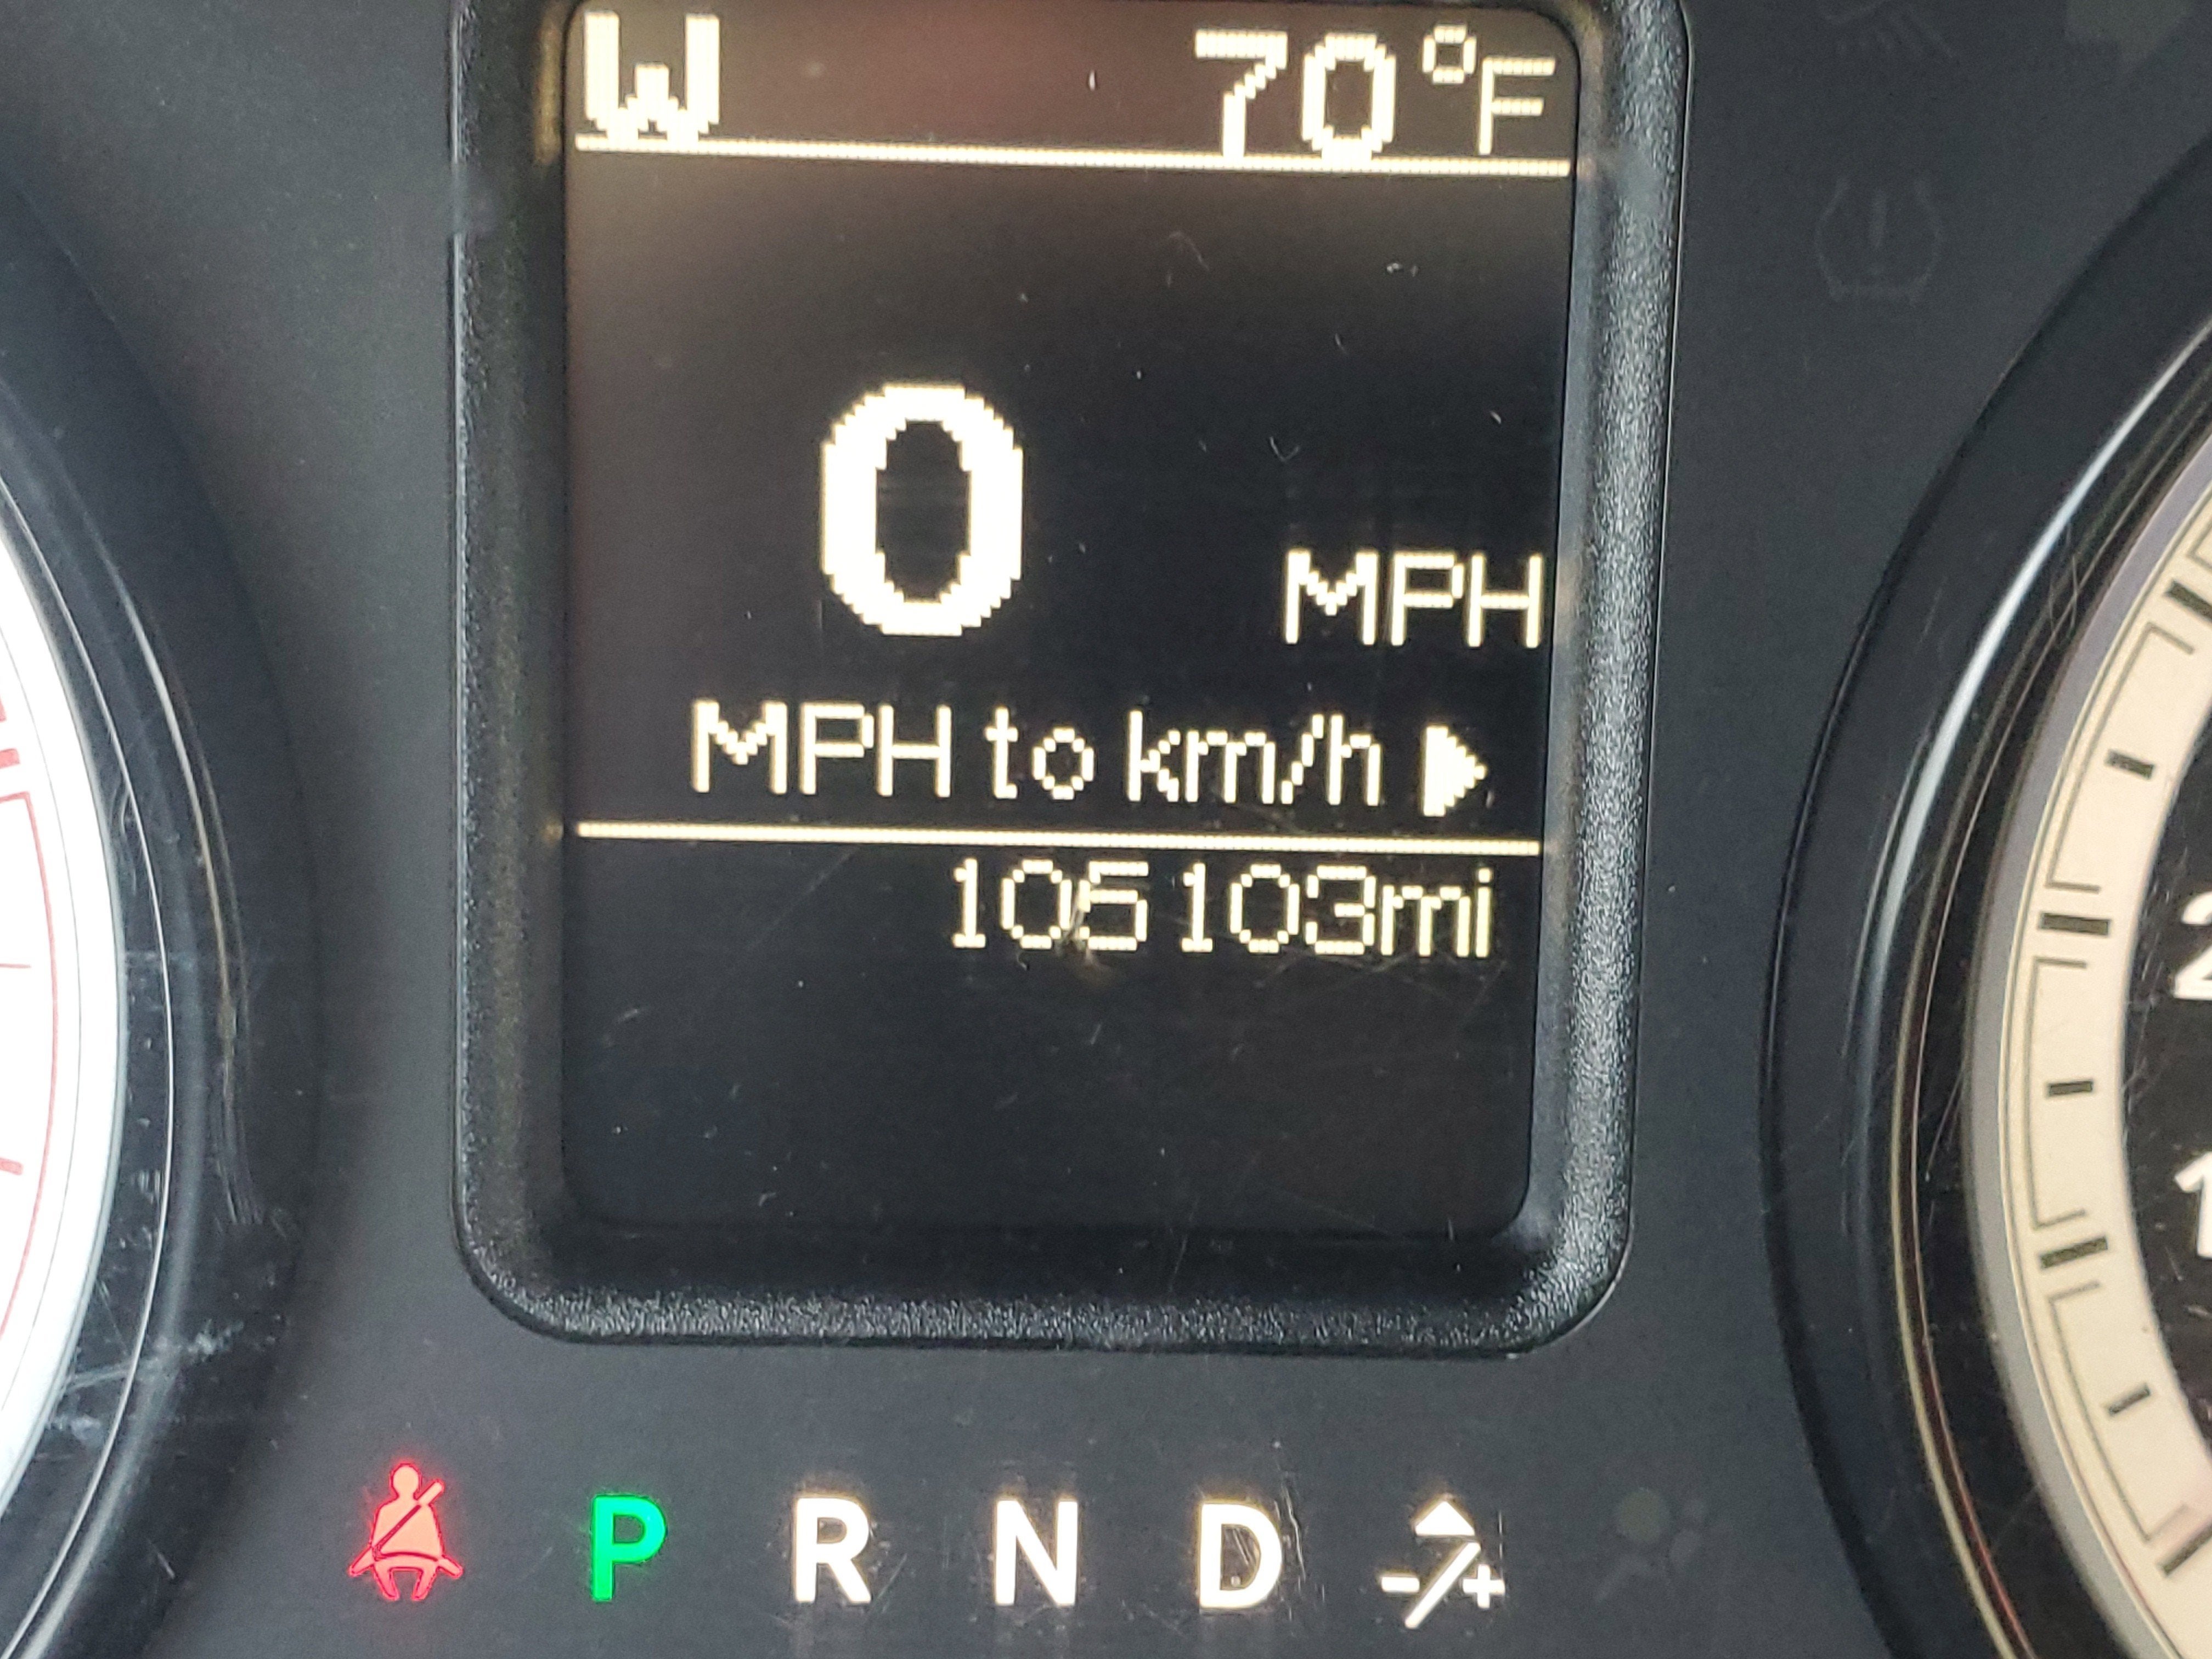 W 70°F
0 MPH
MPH to km/h
105103mi
P R N D -/+